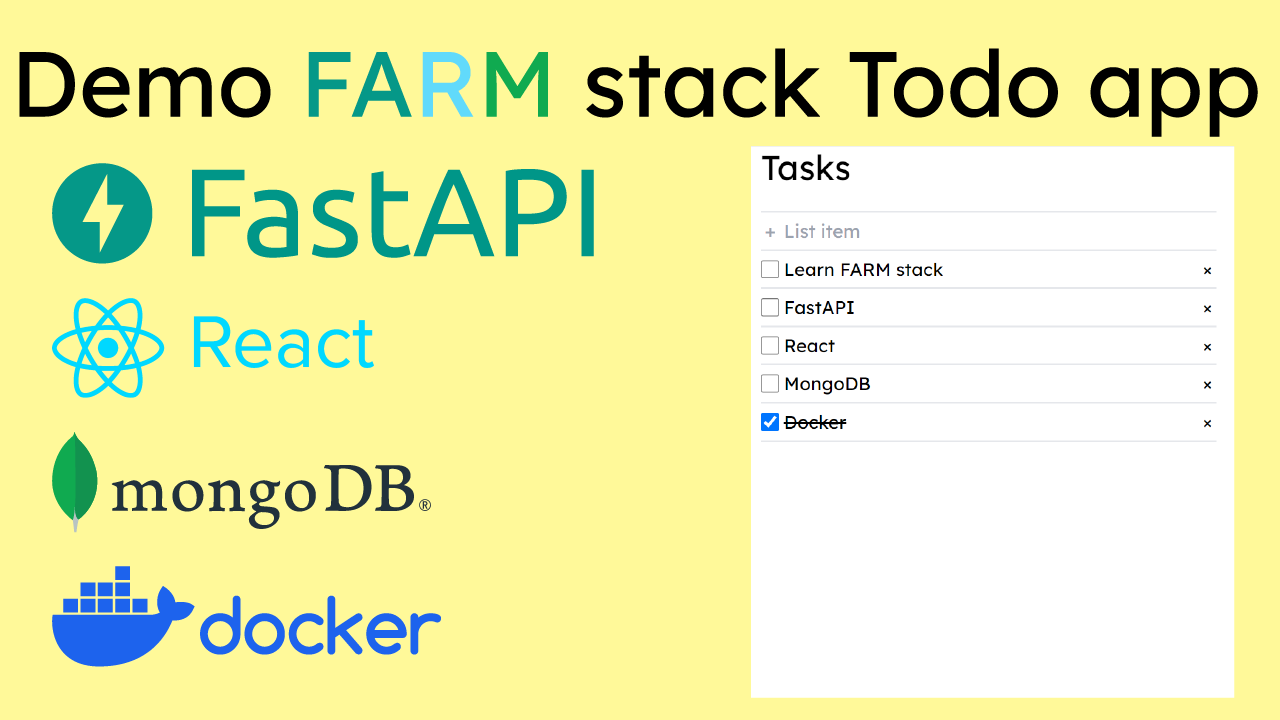 Demo FARM stack Todo app
FastAPI
React
mongoDB®
docker
Tasks
+ List item
Learn FARM stack ×
FastAPI ×
React ×
MongoDB ×
Docker ×